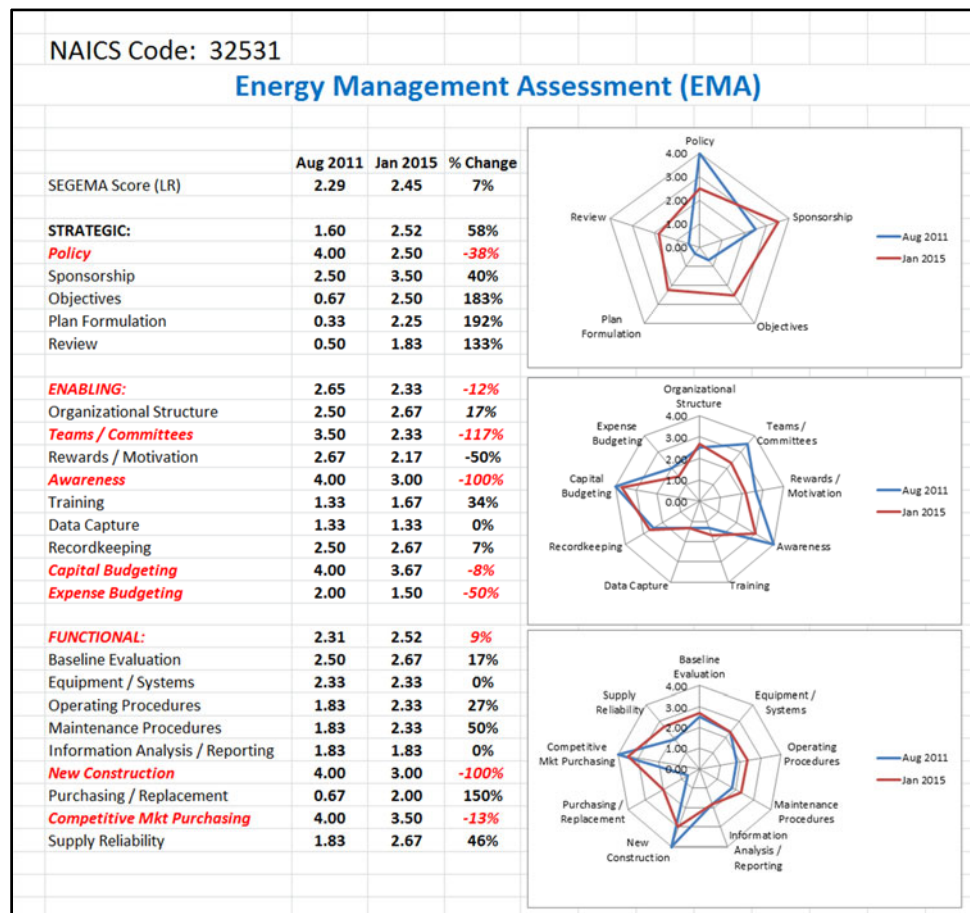 NAICS Code: 32531
Energy Management Assessment (EMA)
Aug 2011 Jan 2015 % Change
SEGEMA Score (LR) 2.29 2.45 7%
STRATEGIC: 1.60 2.52 58%
Policy 4.00 2.50 -38%
Sponsorship 2.50 3.50 40%
Objectives 0.67 2.50 183%
Plan Formulation 0.33 2.25 192%
Review 0.50 1.83 133%
ENABLING: 2.65 2.33 -12%
Organizational Structure 2.50 2.67 17%
Teams / Committees 3.50 2.33 -117%
Rewards / Motivation 2.67 2.17 -50%
Awareness 4.00 3.00 -100%
Training 1.33 1.67 34%
Data Capture 1.33 1.33 0%
Recordkeeping 2.50 2.67 7%
Capital Budgeting 4.00 3.67 -8%
Expense Budgeting 2.00 1.50 -50%
FUNCTIONAL: 2.31 2.52 9%
Baseline Evaluation 2.50 2.67 17%
Equipment / Systems 2.33 2.33 0%
Operating Procedures 1.83 2.33 27%
Maintenance Procedures 1.83 2.33 50%
Information Analysis / Reporting 1.83 1.83 0%
New Construction 4.00 3.00 -100%
Purchasing / Replacement 0.67 2.00 150%
Competitive Mkt Purchasing 4.00 3.50 -13%
Supply Reliability 1.83 2.67 46%
Policy
4.00
3.00
2.00
1.00
0.00
Review
Sponsorship
Plan
Formulation
Objectives
Aug 2011
Jan 2015
Organizational
Structure
4.00
3.00
2.00
1.00
0.00
Expense
Budgeting
Teams /
Committees
Capital
Budgeting
Rewards /
Motivation
Recordkeeping
Awareness
Data Capture
Training
Aug 2011
Jan 2015
Baseline
Evaluation
4.00
3.00
2.00
1.00
0.00
Supply
Reliability
Equipment /
Systems
Competitive
Mkt Purchasing
Operating
Procedures
Purchasing /
Replacement
Maintenance
Procedures
New
Construction
Information
Analysis /
Reporting
Aug 2011
Jan 2015